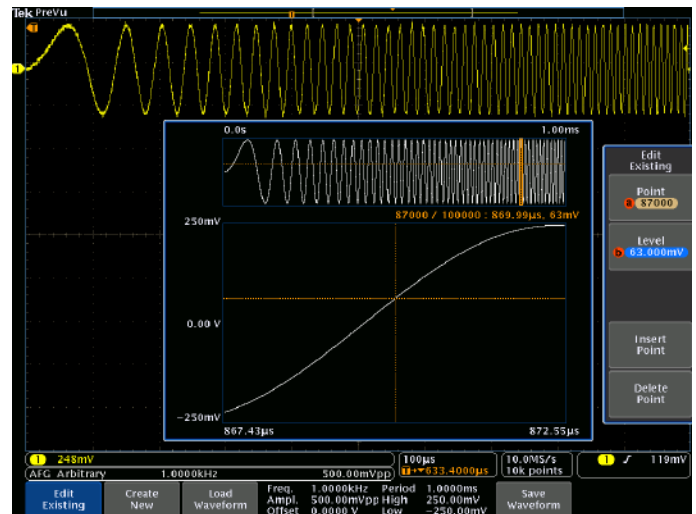 Tek PreVu
T
1
0.0s 1.00ms
87000 / 100000 : 869.99µs, 63mV
250mV
0.00 V
-250mV
867.43µs 872.55µs
Edit
Existing
Point
a 87000
Level
b 63.000mV
Insert
Point
Delete
Point
1 248mV
AFG Arbitrary 1.0000kHz 500.00mVpp
100µs
T→▼633.4000µs
10.0MS/s
10k points
1 119mV
Edit
Existing
Create
New
Load
Waveform
Freq. 1.0000kHz Period 1.0000ms
Ampl. 500.00mVpp High 250.00mV
Offset 0.0000 V Low -250.00mV
Save
Waveform